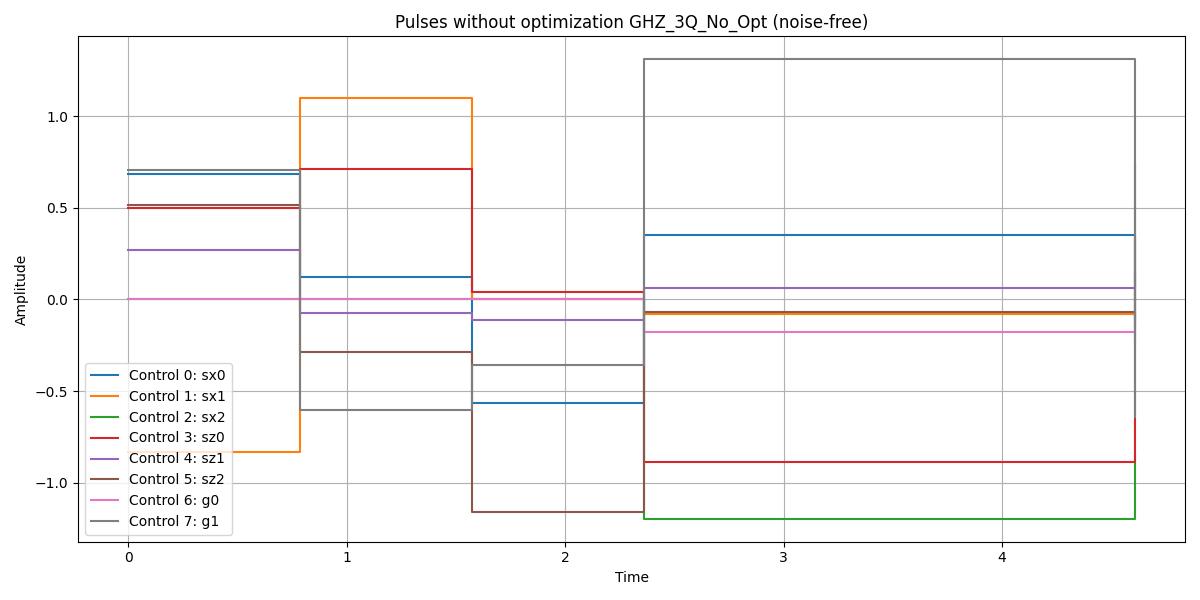 Pulses without optimization GHZ_3Q_No_Opt (noise-free)
Amplitude
1.0
0.5
0.0
−0.5
−1.0
Control 0: sx0
Control 1: sx1
Control 2: sx2
Control 3: sz0
Control 4: sz1
Control 5: sz2
Control 6: g0
Control 7: g1
0 1 2 3 4
Time